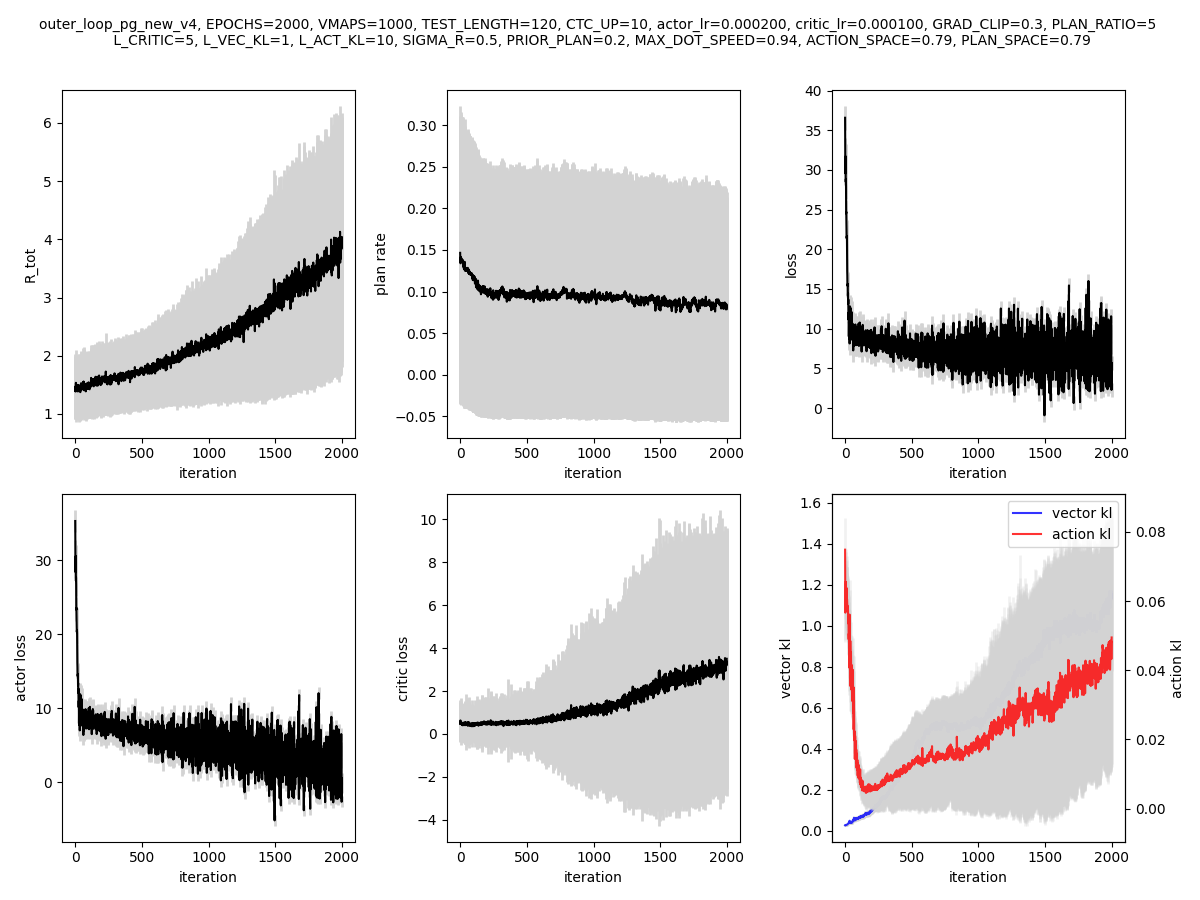 outer_loop_pg_new_v4, EPOCHS=2000, VMAPS=1000, TEST_LENGTH=120, CTC_UP=10, actor_lr=0.000200, critic_lr=0.000100, GRAD_CLIP=0.3, PLAN_RATIO=5
L_CRITIC=5, L_VEC_KL=1, L_ACT_KL=10, SIGMA_R=0.5, PRIOR_PLAN=0.2, MAX_DOT_SPEED=0.94, ACTION_SPACE=0.79, PLAN_SPACE=0.79
R_tot
6
5
4
3
2
1
0 500 1000 1500 2000
iteration
plan rate
0.30
0.25
0.20
0.15
0.10
0.05
0.00
−0.05
0 500 1000 1500 2000
iteration
loss
40
35
30
25
20
15
10
5
0
0 500 1000 1500 2000
iteration
actor loss
30
20
10
0
0 500 1000 1500 2000
iteration
critic loss
10
8
6
4
2
0
−2
−4
0 500 1000 1500 2000
iteration
vector kl
1.6
1.4
1.2
1.0
0.8
0.6
0.4
0.2
0.0
vector kl
action kl
0 500 1000 1500 2000
iteration
0.08
0.06
0.04
0.02
0.00
action kl